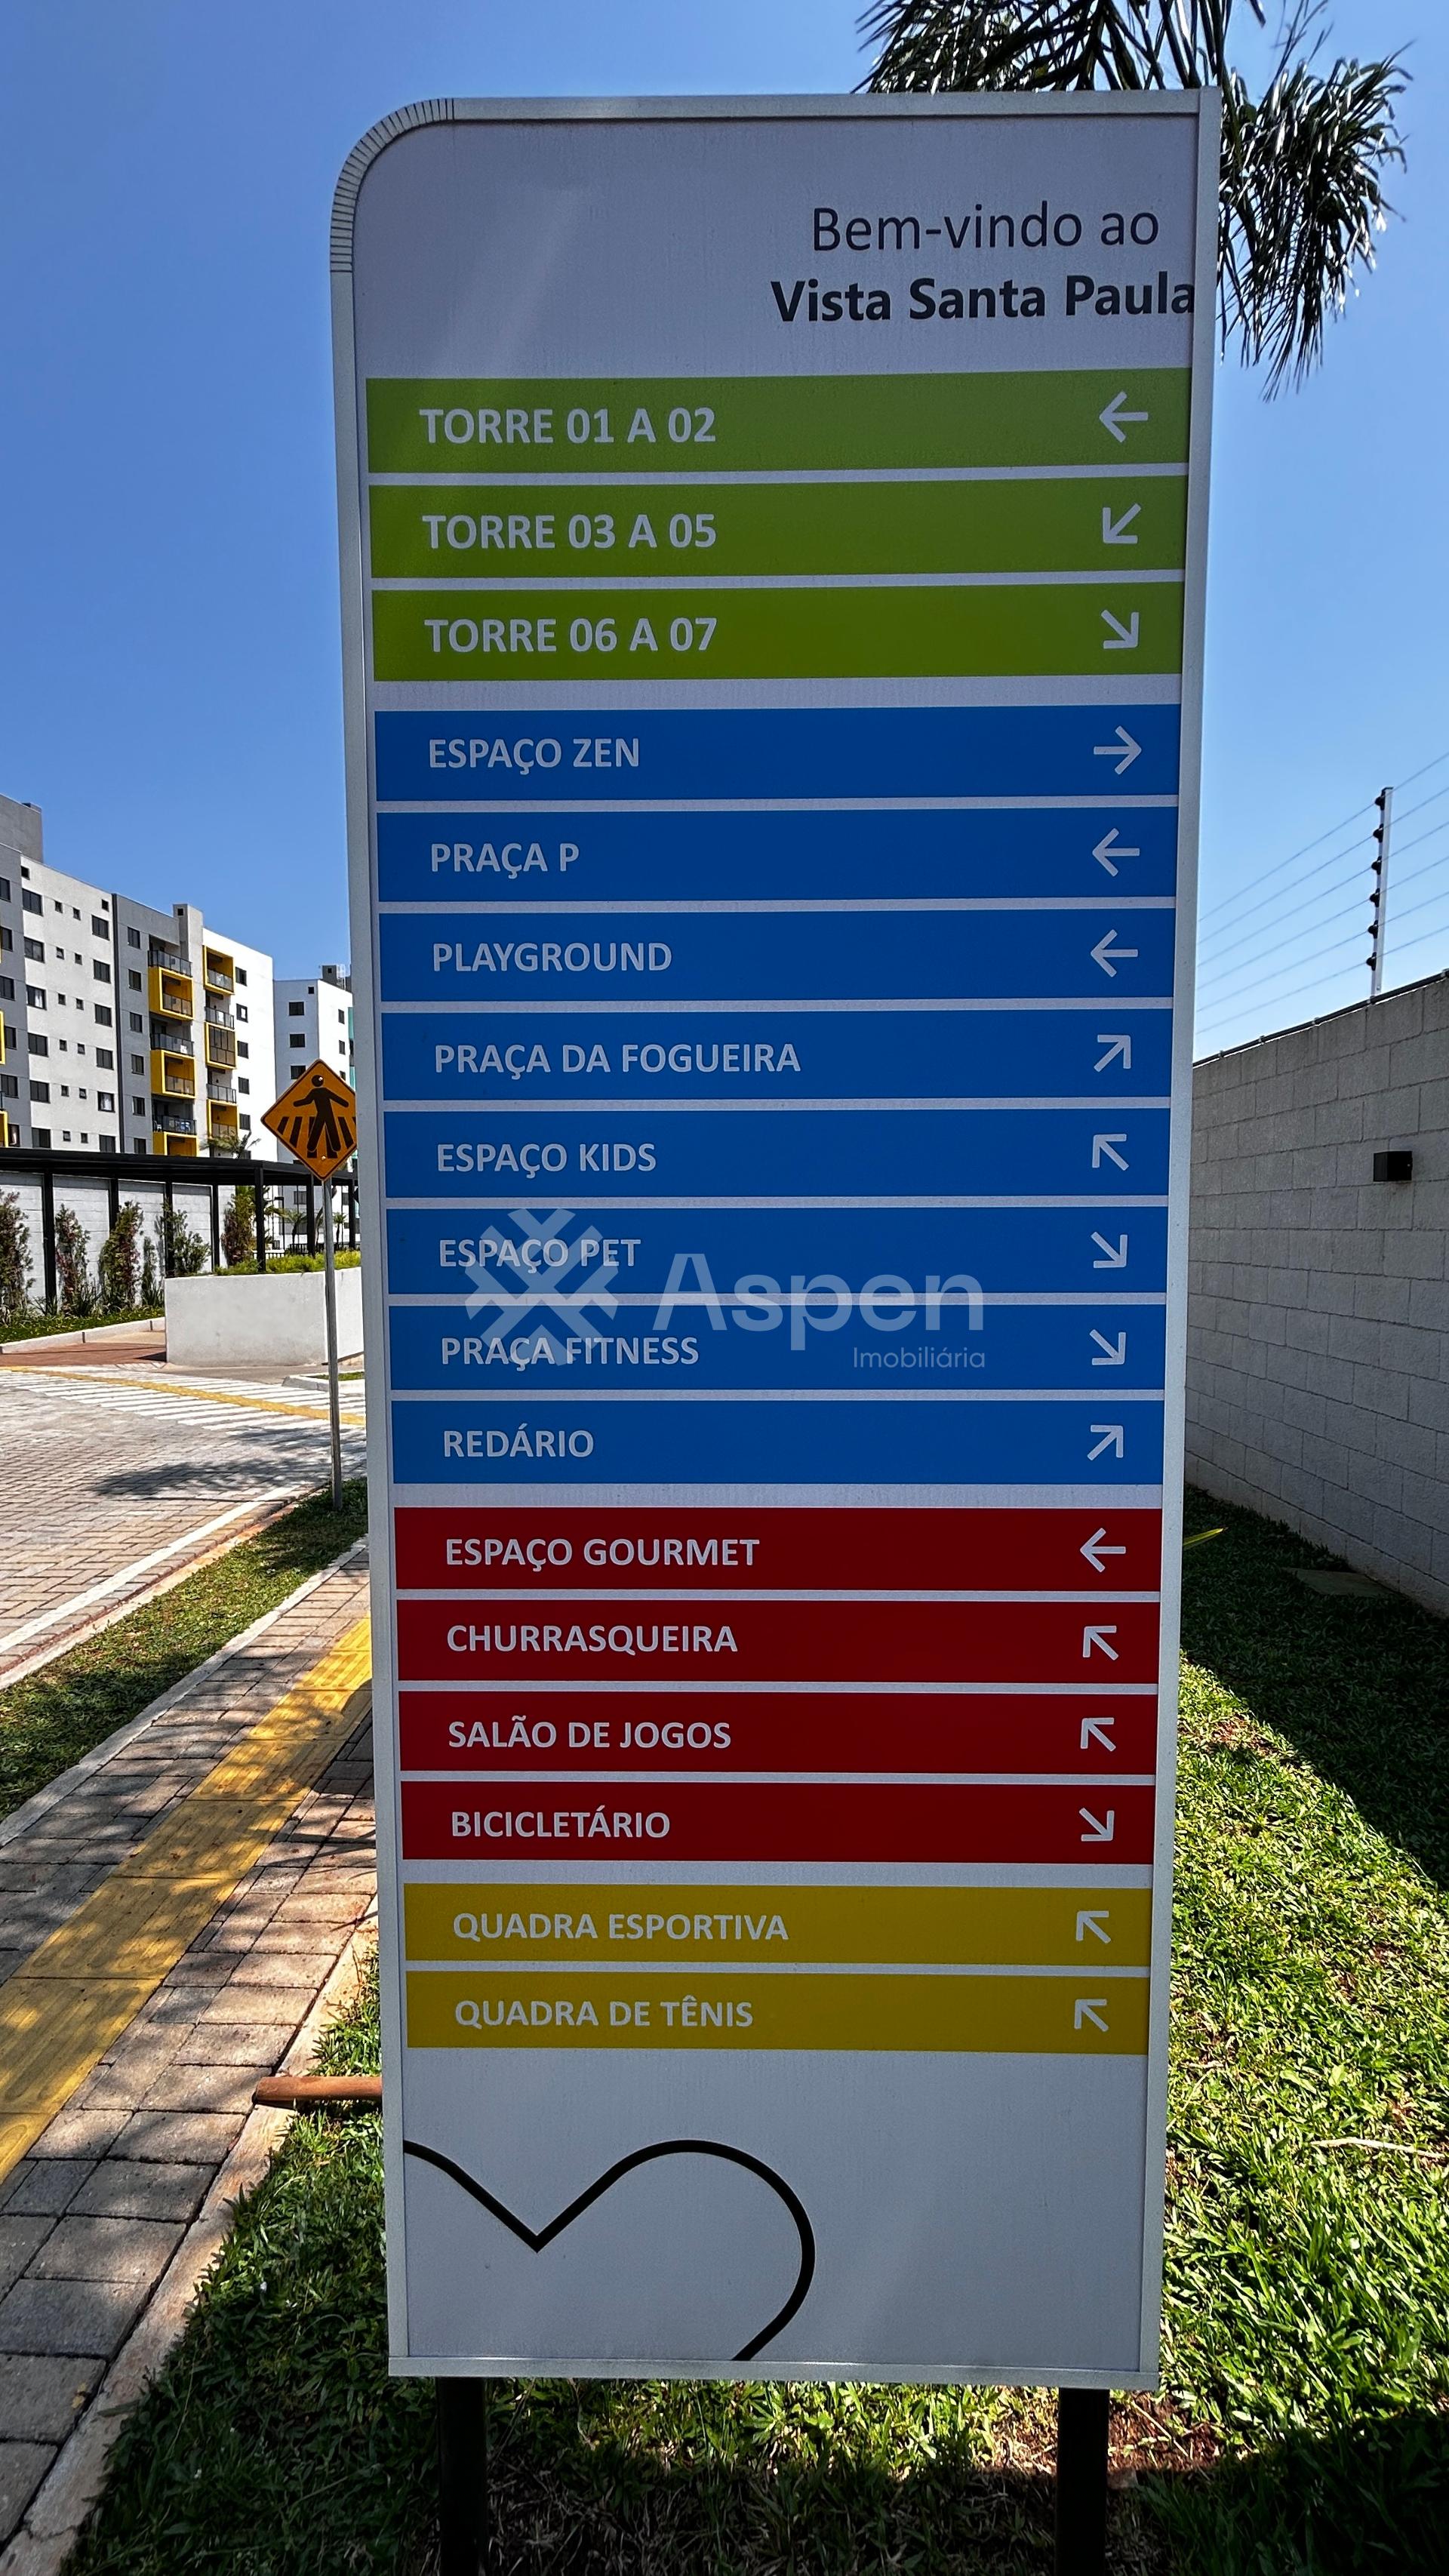 Bem-vindo ao
Vista Santa Paula
TORRE 01 A 02
TORRE 03 A 05
TORRE 06 A 07
ESPAÇO ZEN
PRAÇA P
PLAYGROUND
PRAÇA DA FOGUEIRA
ESPAÇO KIDS
ESPAÇO PET
Aspen
Imobiliária
PRAÇA FITNESS
REDÁRIO
ESPAÇO GOURMET
CHURRASQUEIRA
SALÃO DE JOGOS
BICICLETÁRIO
QUADRA ESPORTIVA
QUADRA DE TÊNIS